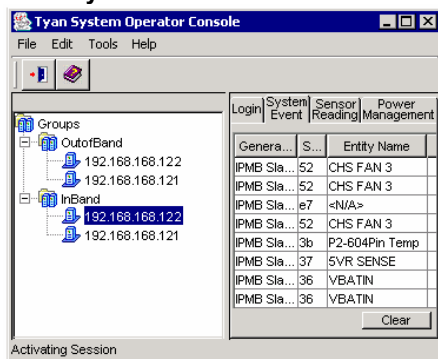 Tyan System Operator Console
File Edit Tools Help
Groups
OutofBand
192.168.168.122
192.168.168.121
InBand
192.168.168.122
192.168.168.121
Login System Event Sensor Reading Power Management
Genera... S... Entity Name
IPMB Sla... 52 CHS FAN 3
IPMB Sla... 52 CHS FAN 3
IPMB Sla... e7 <N/A>
IPMB Sla... 52 CHS FAN 3
IPMB Sla... 3b P2-604Pin Temp
IPMB Sla... 37 5VR SENSE
IPMB Sla... 36 VBATIN
IPMB Sla... 36 VBATIN
Clear
Activating Session